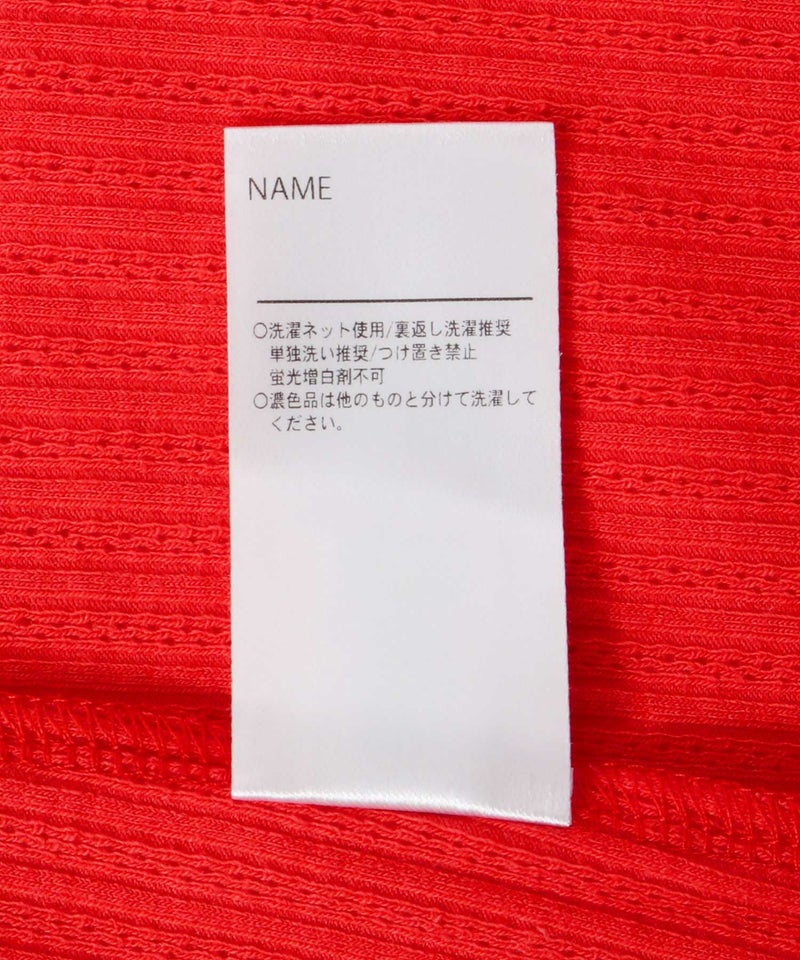 NAME
○洗濯ネット使用/裏返し洗濯推奨
単独洗い推奨/つけ置き禁止
蛍光増白剤不可
○濃色品は他のものと分けて洗濯して
ください。